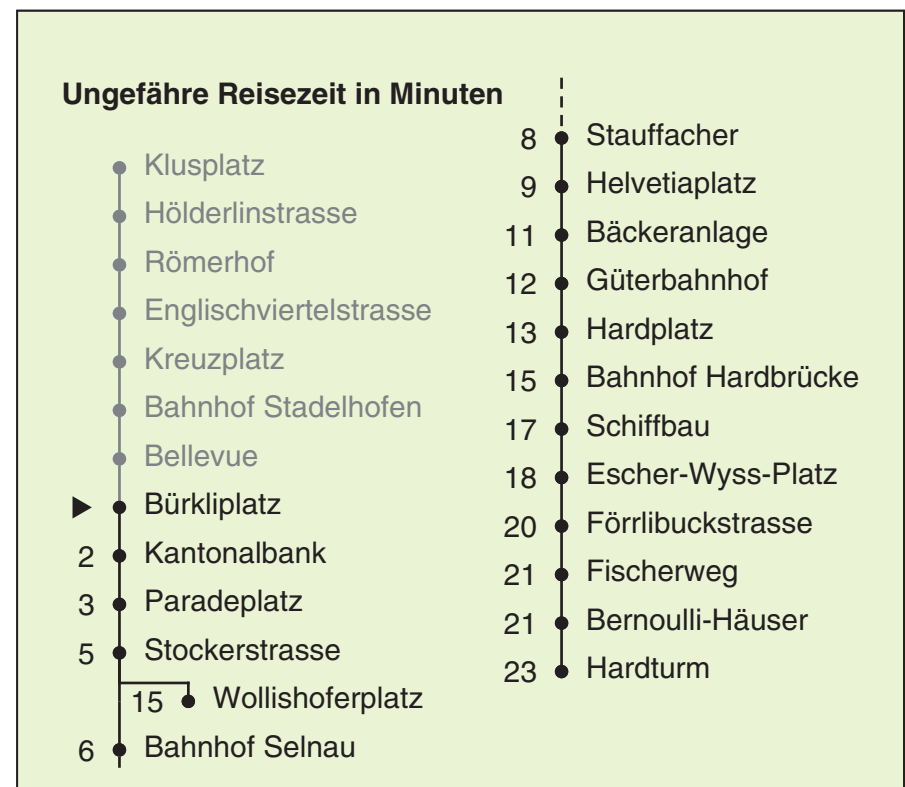 Ungefähre Reisezeit in Minuten
Klusplatz
Hölderlinstrasse
Römerhof
Englischviertelstrasse
Kreuzplatz
Bahnhof Stadelhofen
Bellevue
Bürkliplatz
2 Kantonalbank
3 Paradeplatz
5 Stockerstrasse
15 Wollishoferplatz
6 Bahnhof Selnau
8 Stauffacher
9 Helvetiaplatz
11 Bäckeranlage
12 Güterbahnhof
13 Hardplatz
15 Bahnhof Hardbrücke
17 Schiffbau
18 Escher-Wyss-Platz
20 Förrlibuckstrasse
21 Fischerweg
21 Bernoulli-Häuser
23 Hardturm